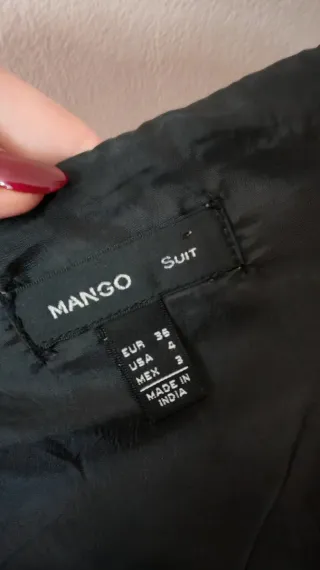 MANGO Suit
EUR 36
USA 4
MEX 3
MADE IN
INDIA